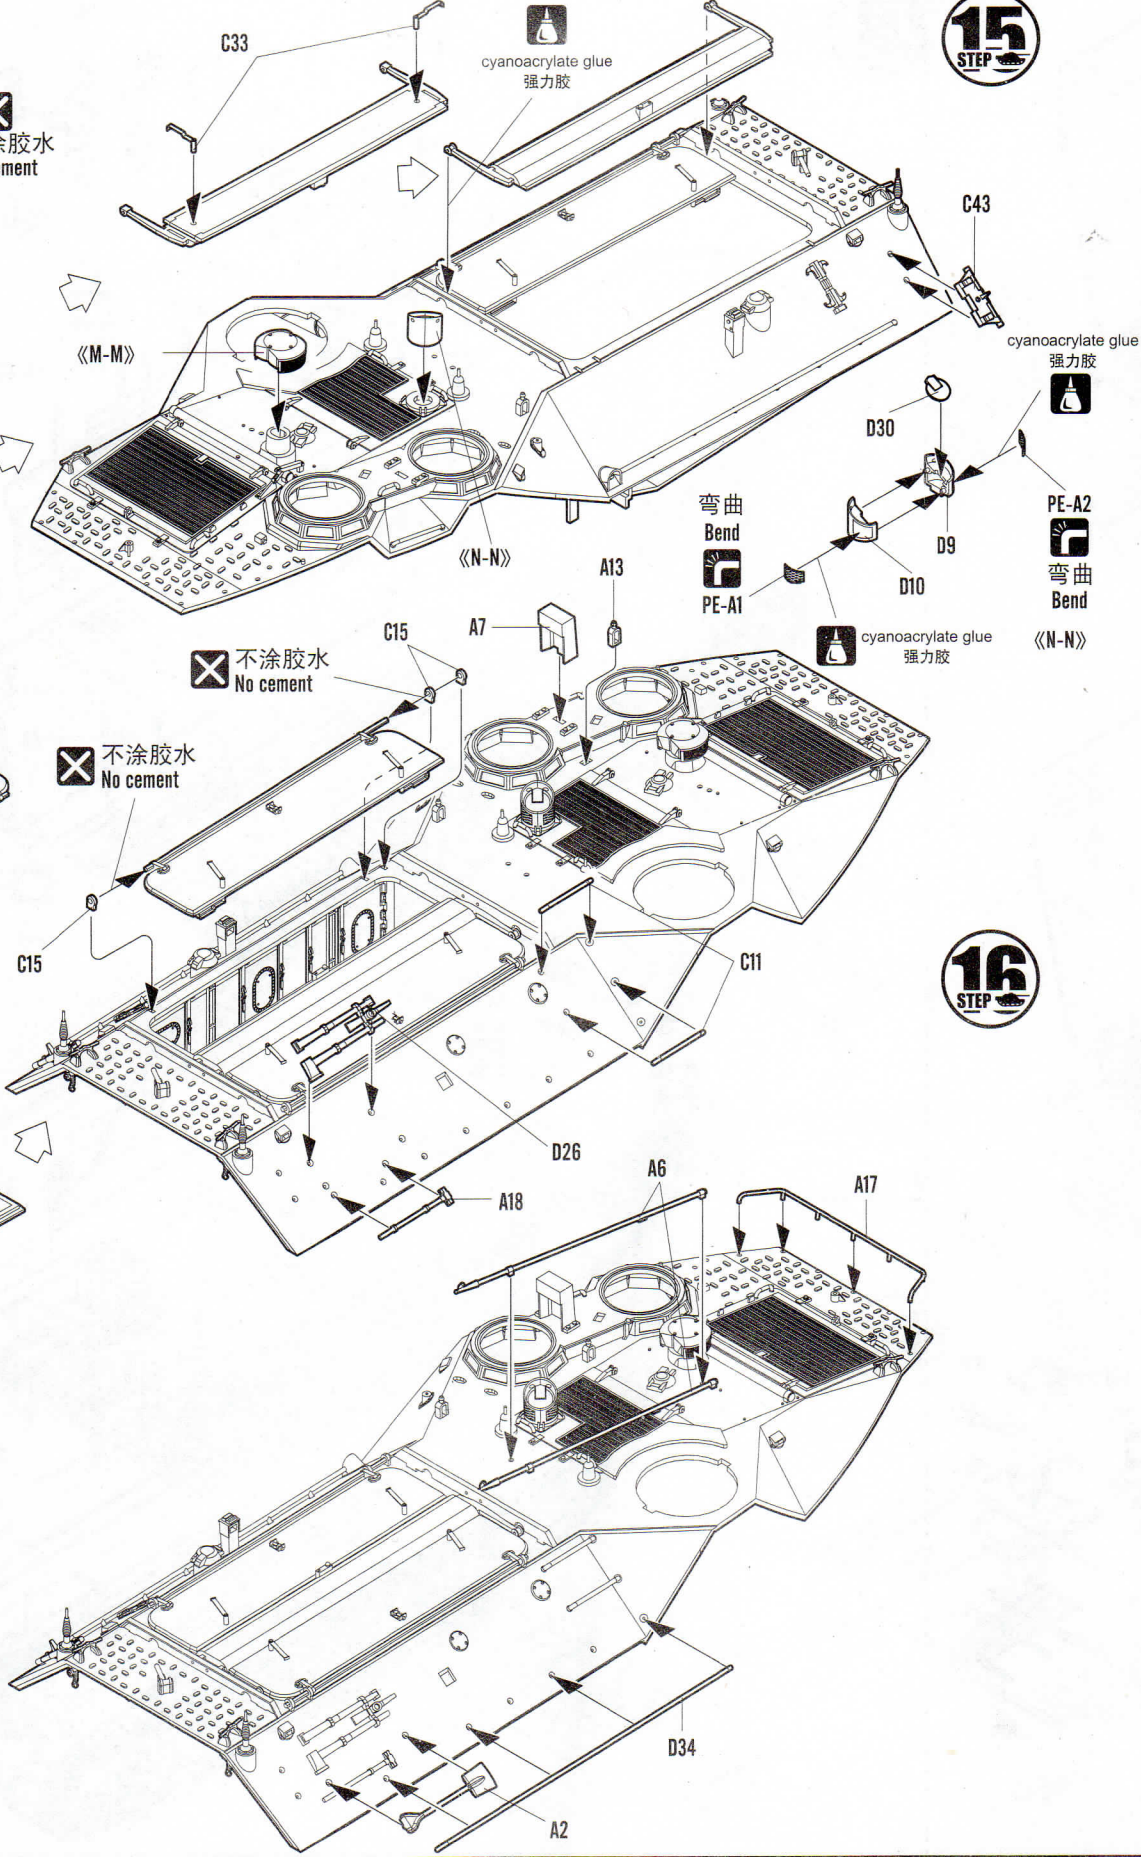 C33
cyanoacrylate glue
强力胶
15
STEP
涂胶水
ment
C43
cyanoacrylate glue
强力胶
《M-M》
D30
PE-A2
弯曲
Bend
弯曲
Bend
D9
D10
PE-A1
《N-N》
《N-N》
cyanoacrylate glue
强力胶
A13
A7
C15
不涂胶水
No cement
不涂胶水
No cement
C15
C11
16
STEP
D26
A18
A6
A17
D34
A2